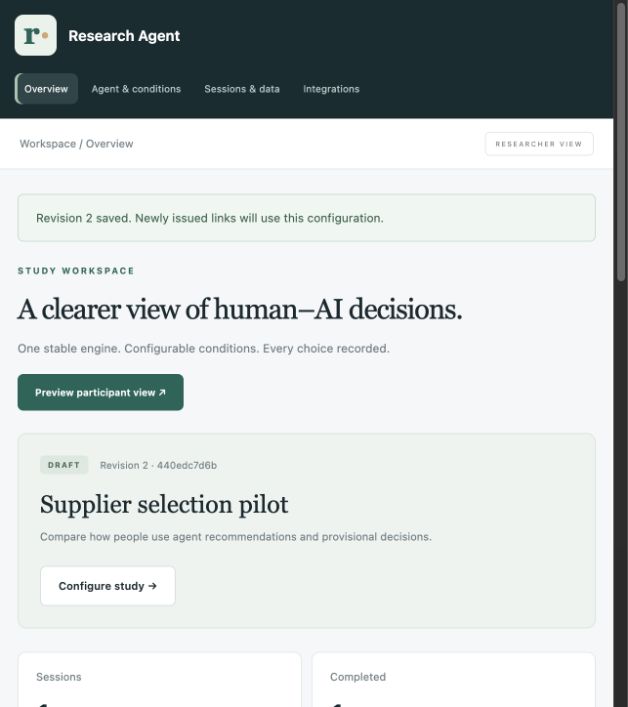 r.
Research Agent
Overview
Agent & conditions
Sessions & data
Integrations
Workspace / Overview
RESEARCHER VIEW
Revision 2 saved. Newly issued links will use this configuration.
STUDY WORKSPACE
A clearer view of human–AI decisions.
One stable engine. Configurable conditions. Every choice recorded.
Preview participant view ↗
DRAFT
Revision 2 · 440edc7d6b
Supplier selection pilot
Compare how people use agent recommendations and provisional decisions.
Configure study →
Sessions
Completed